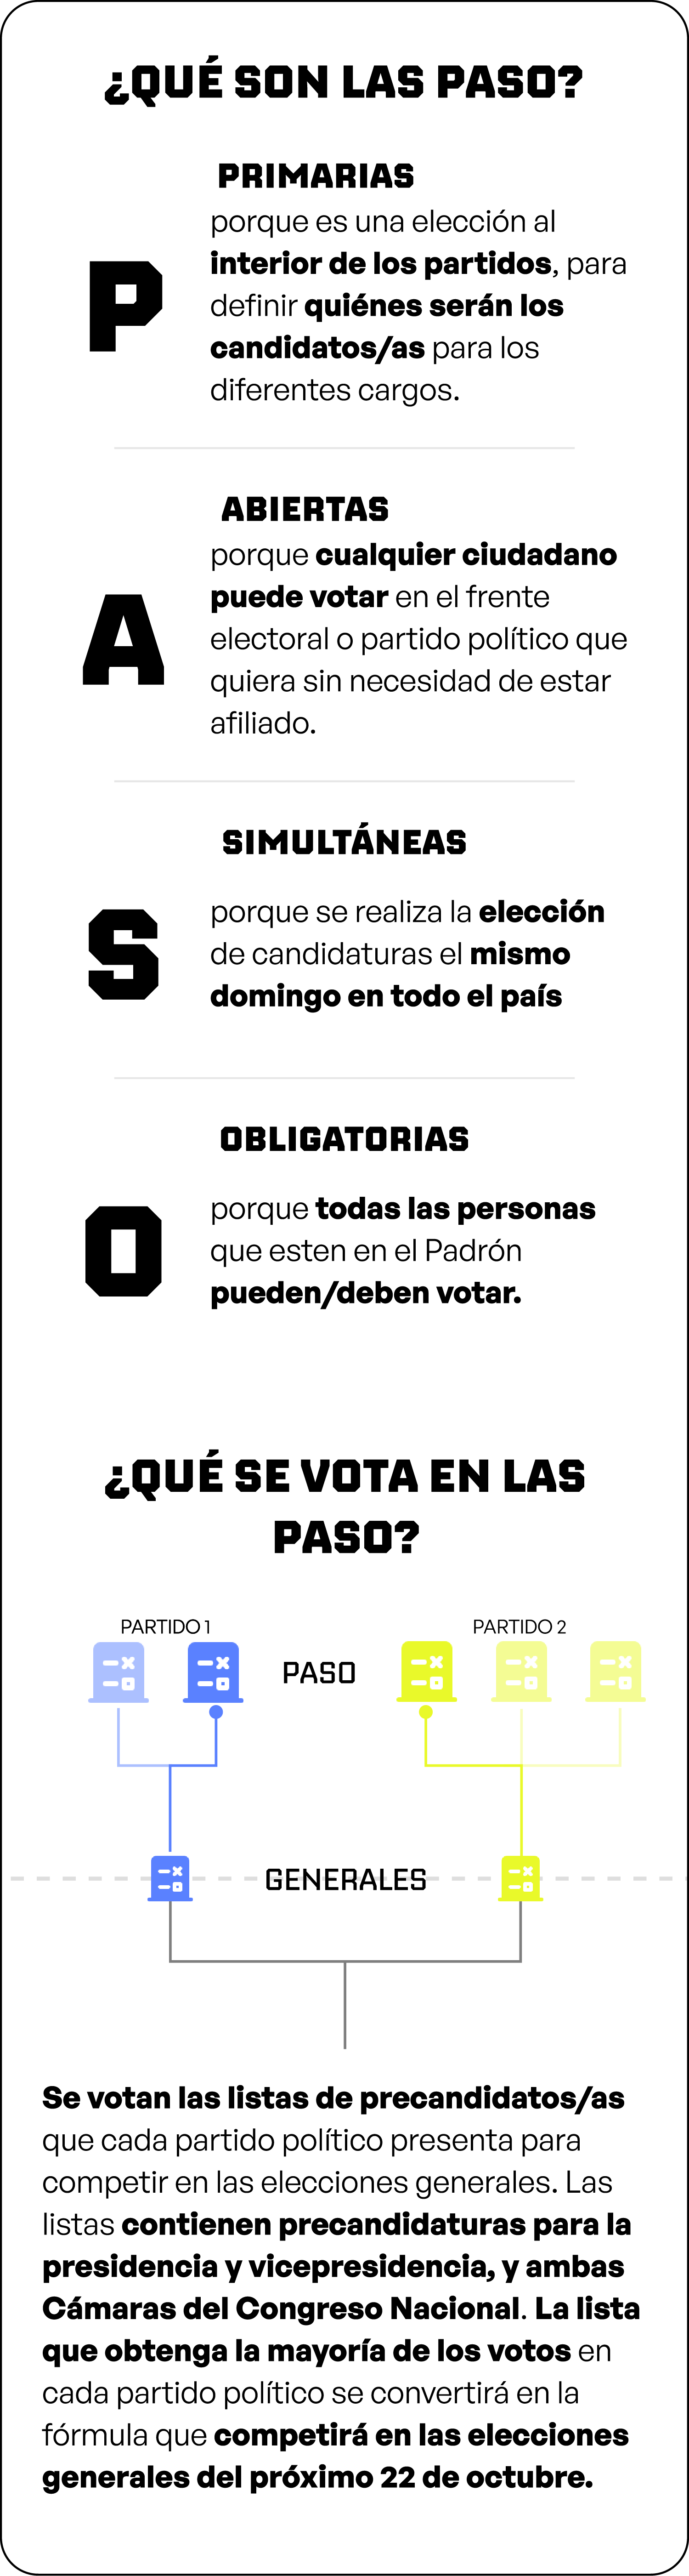 ¿QUÉ SON LAS PASO?
P
PRIMARIAS
porque es una elección al
interior de los partidos, para
definir quiénes serán los
candidatos/as para los
diferentes cargos.
A
ABIERTAS
porque cualquier ciudadano
puede votar en el frente
electoral o partido político que
quiera sin necesidad de estar
afiliado.
S
SIMULTÁNEAS
porque se realiza la elección
de candidaturas el mismo
domingo en todo el país
O
OBLIGATORIAS
porque todas las personas
que esten en el Padrón
pueden/deben votar.
¿QUÉ SE VOTA EN LAS
PASO?
PARTIDO 1
PARTIDO 2
PASO
GENERALES
Se votan las listas de precandidatos/as
que cada partido político presenta para
competir en las elecciones generales. Las
listas contienen precandidaturas para la
presidencia y vicepresidencia, y ambas
Cámaras del Congreso Nacional. La lista
que obtenga la mayoría de los votos en
cada partido político se convertirá en la
fórmula que competirá en las elecciones
generales del próximo 22 de octubre.